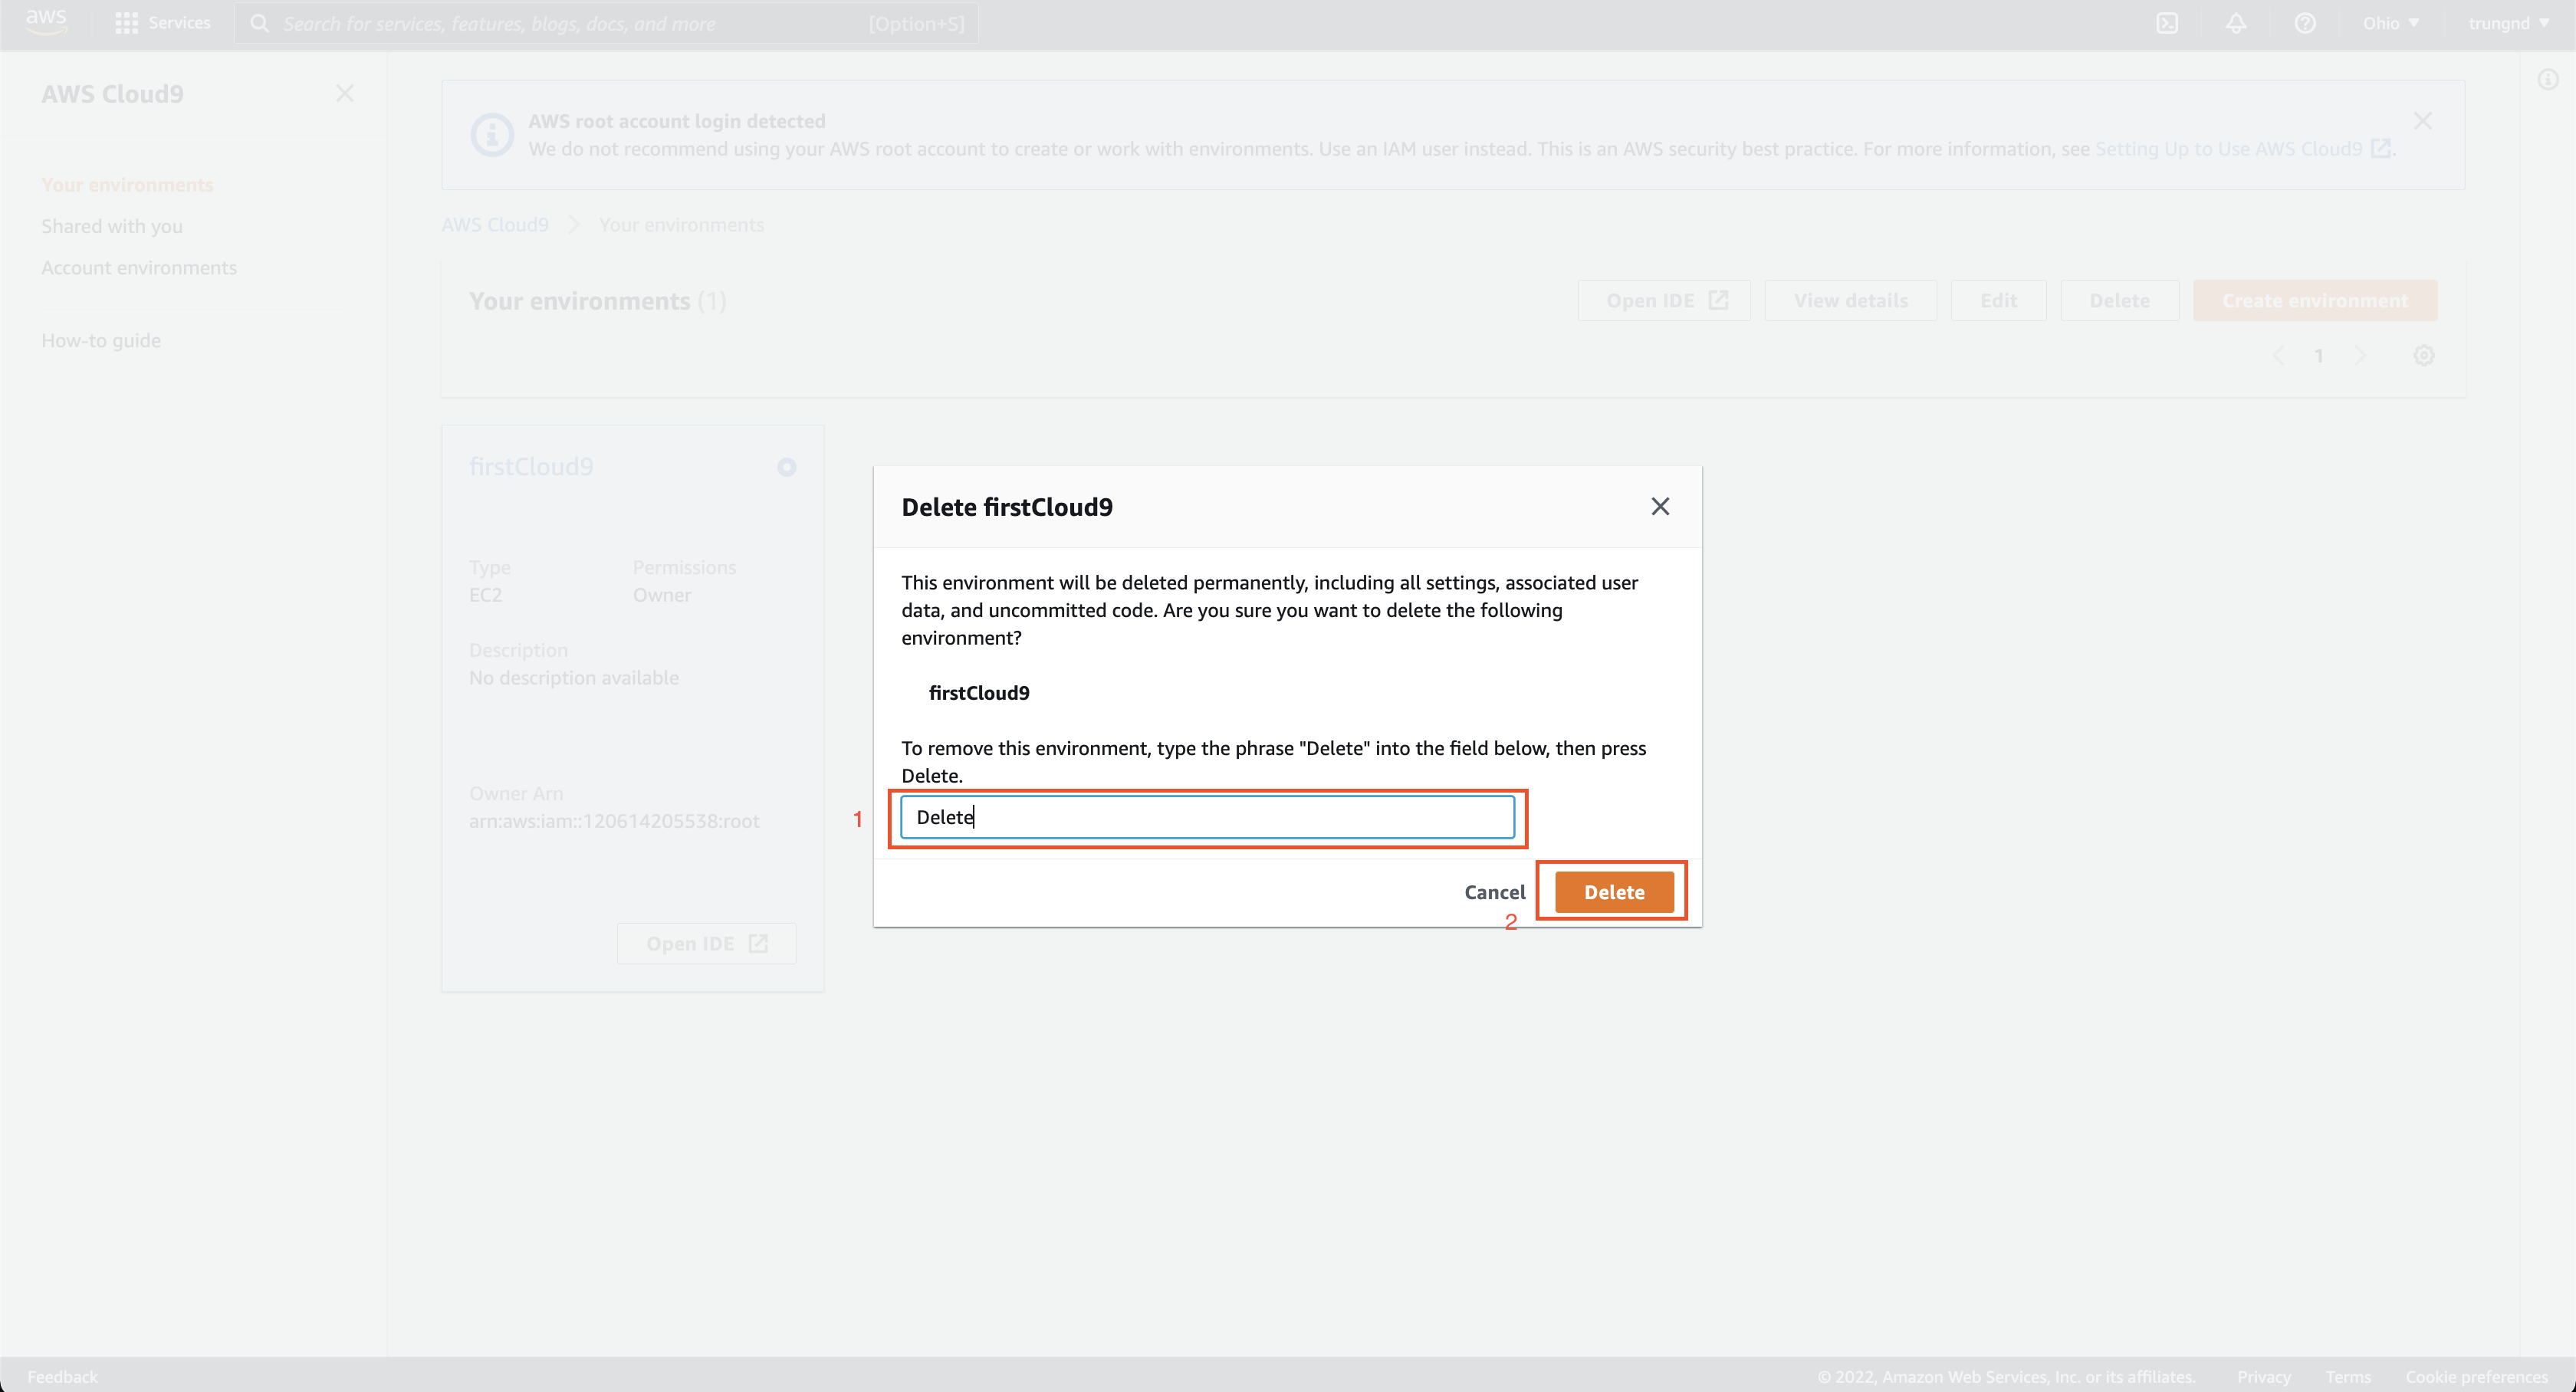 aws
Services
Search for services, features, blogs, docs, and more
[Option+S]
Ohio ▼
trungnd ▼
AWS Cloud9
Your environments
Shared with you
Account environments
How-to guide
AWS root account login detected
We do not recommend using your AWS root account to create or work with environments. Use an IAM user instead. This is an AWS security best practice. For more information, see Setting Up to Use AWS Cloud9.
AWS Cloud9 > Your environments
Your environments (1)
Open IDE
View details
Edit
Delete
Create environment
< 1 >
firstCloud9
Type
EC2
Permissions
Owner
Description
No description available
Owner Arn
arn:aws:iam::120614205538:root
Open IDE
Delete firstCloud9
This environment will be deleted permanently, including all settings, associated user
data, and uncommitted code. Are you sure you want to delete the following
environment?
firstCloud9
To remove this environment, type the phrase "Delete" into the field below, then press
Delete.
1
Delete
Cancel
2
Delete
Feedback
© 2022, Amazon Web Services, Inc. or its affiliates.
Privacy
Terms
Cookie preferences